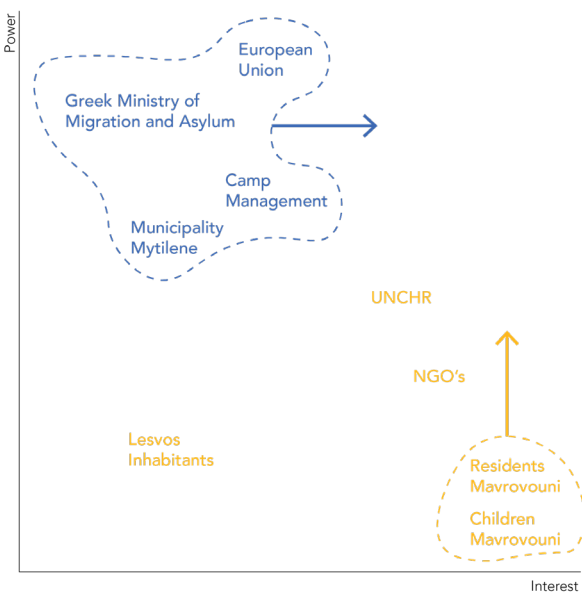 Power
European
Union
Greek Ministry of
Migration and Asylum
Camp
Management
Municipality
Mytilene
UNCHR
NGO's
Lesvos
Inhabitants
Residents
Mavrovouni
Children
Mavrovouni
Interest